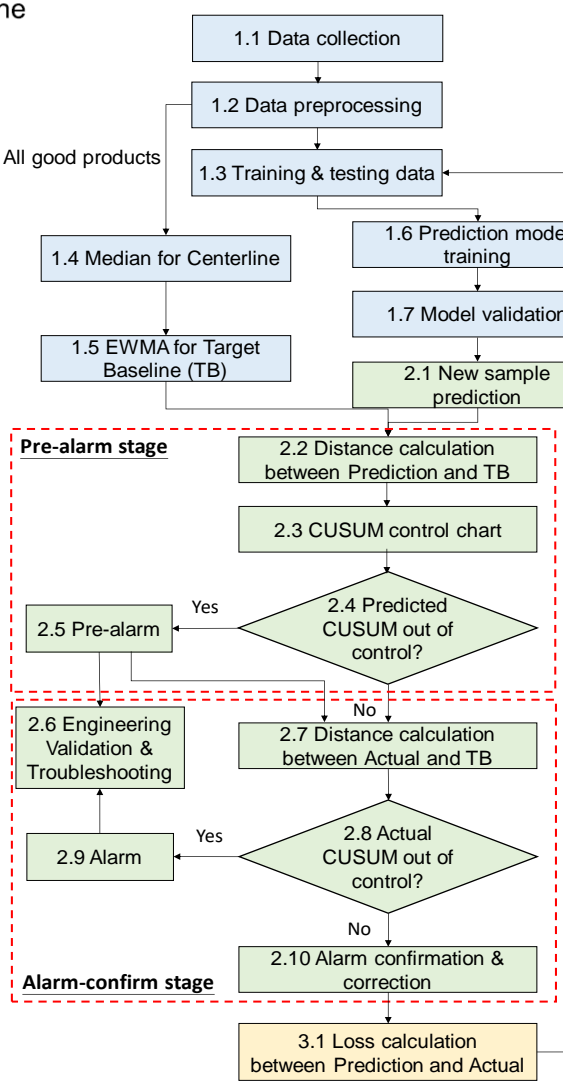 ne
1.1 Data collection
1.2 Data preprocessing
All good products
1.3 Training & testing data
1.4 Median for Centerline
1.6 Prediction mode
training
1.7 Model validation
1.5 EWMA for Target
Baseline (TB)
2.1 New sample
prediction
Pre-alarm stage
2.2 Distance calculation
between Prediction and TB
2.3 CUSUM control chart
2.4 Predicted
CUSUM out of
control?
Yes
2.5 Pre-alarm
No
2.6 Engineering
Validation &
Troubleshooting
2.7 Distance calculation
between Actual and TB
2.8 Actual
CUSUM out of
control?
Yes
2.9 Alarm
No
2.10 Alarm confirmation &
correction
Alarm-confirm stage
3.1 Loss calculation
between Prediction and Actual